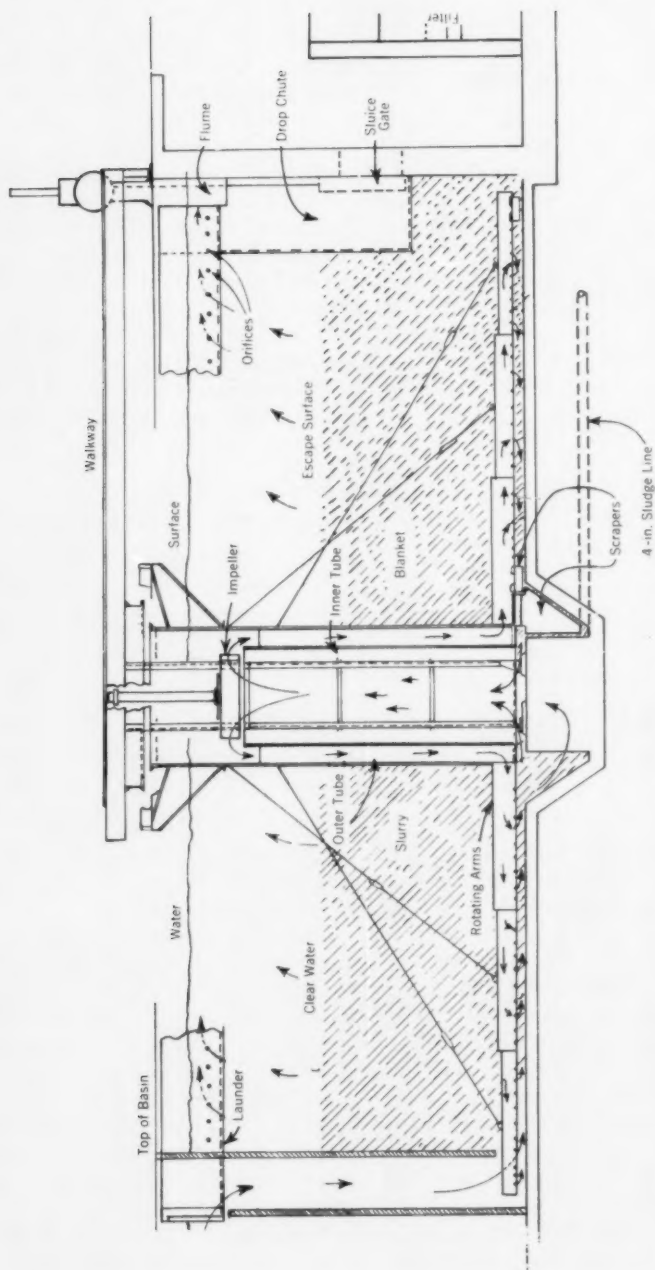 Top of Basin
Water
Surface
Walkway
Launder
Impeller
Flume
Filter
Orifices
Drop Chute
Clear Water
Escape Surface
Sluice
Gate
Outer Tube
Inner Tube
Slurry
Blanket
Rotating Arms
Scrapers
4-in. Sludge Line